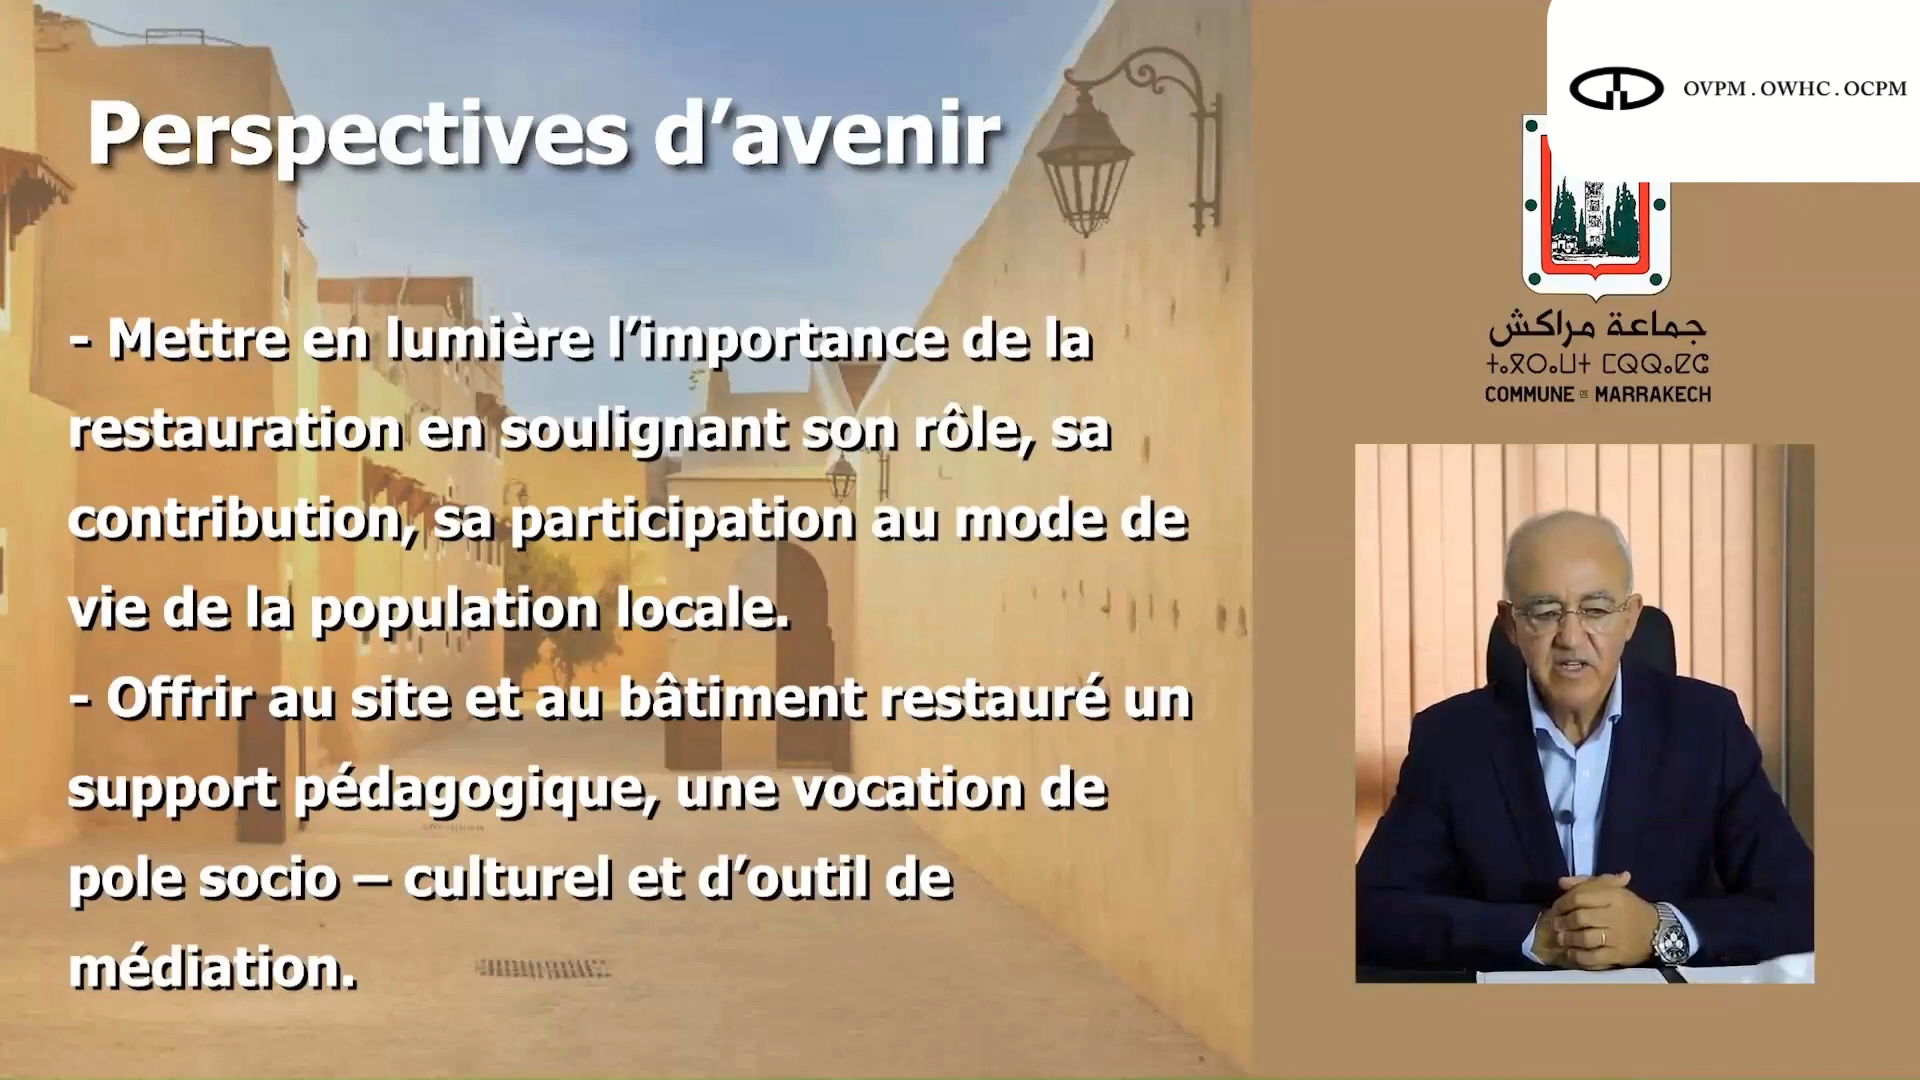 Perspectives d’avenir
- Mettre en lumière l’importance de la
restauration en soulignant son rôle, sa
contribution, sa participation au mode de
vie de la population locale.
- Offrir au site et au bâtiment restauré un
support pédagogique, une vocation de
pole socio – culturel et d’outil de
médiation.
OVPM . OWHC . OCPM
جماعة مراكش
ⵜⴰⴳⵔⴰⵡⵜ ⵎⵕⵕⴰⴽⵛ
COMMUNE DE MARRAKECH